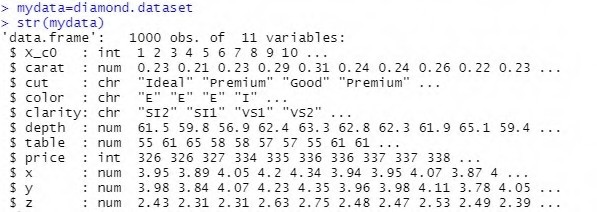 > mydata=diamond.dataset
> str(mydata)
'data.frame':   1000 obs. of  11 variables:
 $ X_c0   : int  1 2 3 4 5 6 7 8 9 10 ...
 $ carat  : num  0.23 0.21 0.23 0.29 0.31 0.24 0.24 0.26 0.22 0.23 ...
 $ cut    : chr  "Ideal" "Premium" "Good" "Premium" ...
 $ color  : chr  "E" "E" "E" "I" ...
 $ clarity: chr  "SI2" "SI1" "VS1" "VS2" ...
 $ depth  : num  61.5 59.8 56.9 62.4 63.3 62.8 62.3 61.9 65.1 59.4 ...
 $ table  : num  55 61 65 58 58 57 57 55 61 61 ...
 $ price  : int  326 326 327 334 335 336 336 337 337 338 ...
 $ x      : num  3.95 3.89 4.05 4.2 4.34 3.94 3.95 4.07 3.87 4 ...
 $ y      : num  3.98 3.84 4.07 4.23 4.35 3.96 3.98 4.11 3.78 4.05 ...
 $ z      : num  2.43 2.31 2.31 2.63 2.75 2.48 2.47 2.53 2.49 2.39 ...